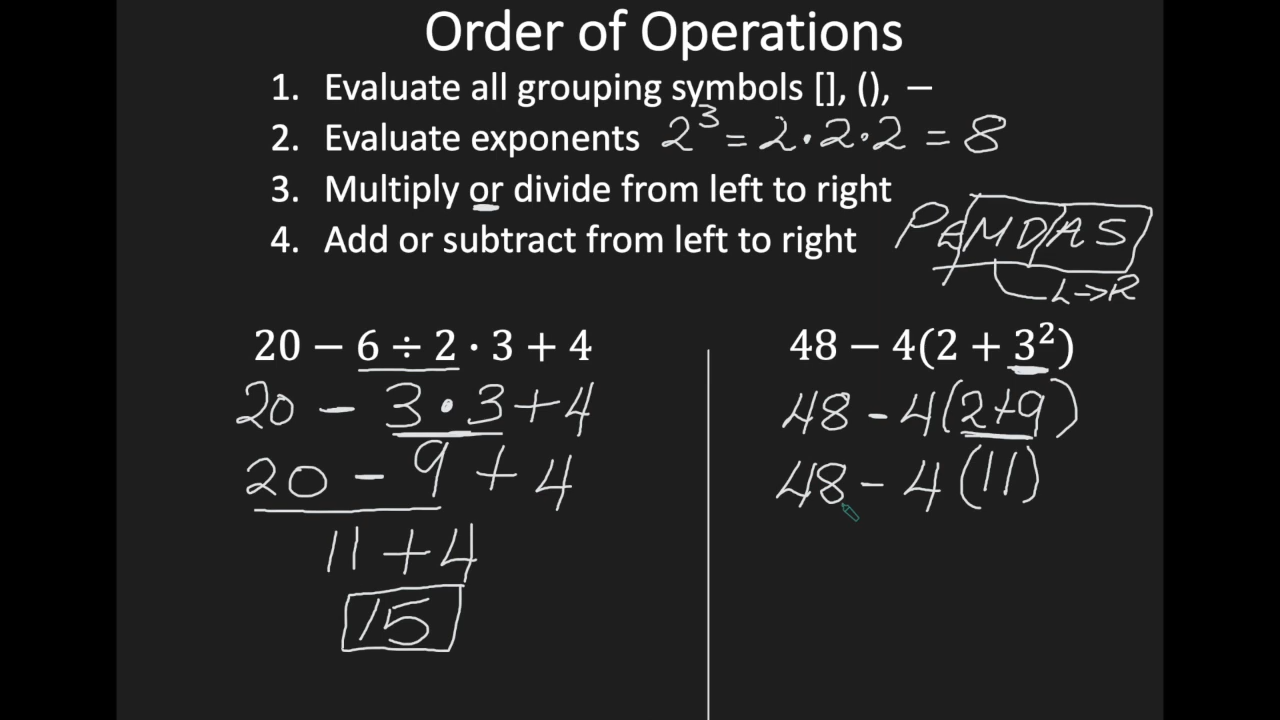 Order of Operations
1. Evaluate all grouping symbols [], (), —
2. Evaluate exponents 2³ = 2·2·2 = 8
3. Multiply or divide from left to right
4. Add or subtract from left to right
PEMDAS
L->R
20 − 6 ÷ 2 · 3 + 4
20 - 3 · 3 + 4
20 - 9 + 4
11 + 4
15
48 − 4(2 + 3²)
48 - 4(2+9)
48 - 4(11)